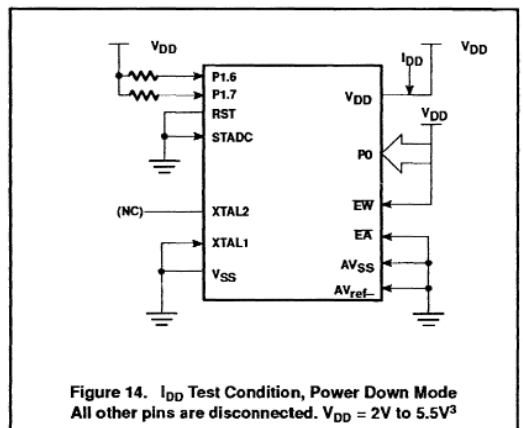 VDD
P1.6
P1.7
RST
STADC
(NC)
XTAL2
XTAL1
VSS
IDD
VDD
VDD
VDD
P0
EW
EA
AVSS
AVref–
Figure 14. IDD Test Condition, Power Down Mode
All other pins are disconnected. VDD = 2V to 5.5V³